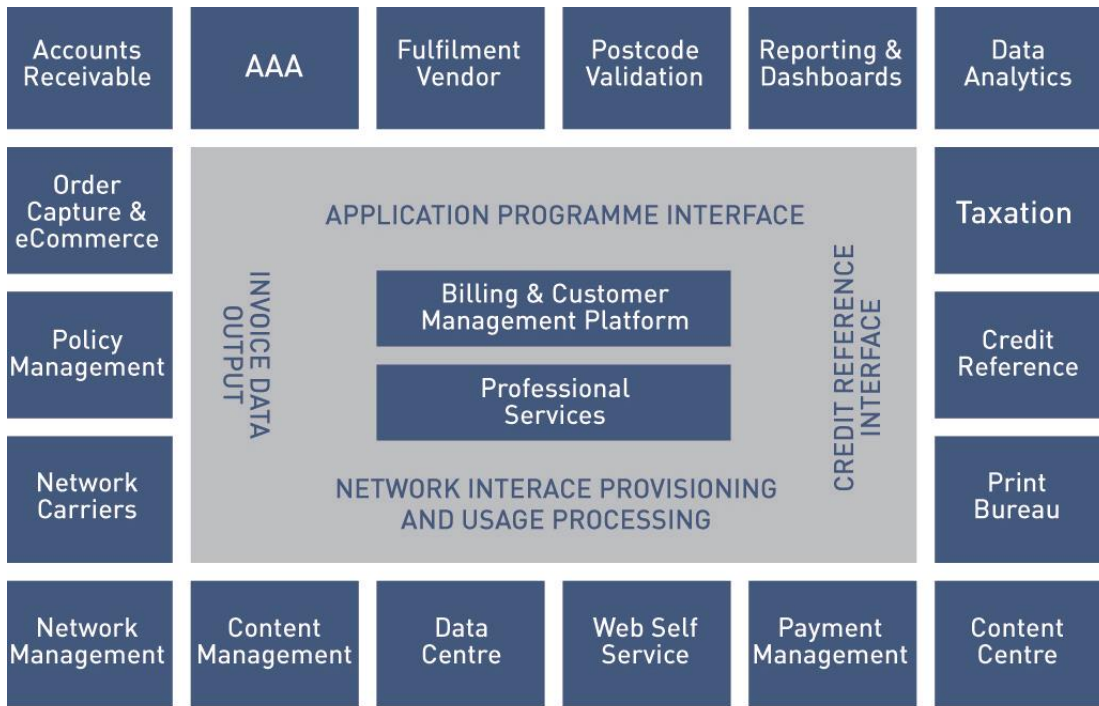 Accounts
Receivable
AAA
Fulfilment
Vendor
Postcode
Validation
Reporting &
Dashboards
Data
Analytics
Order
Capture &
eCommerce
Policy
Management
Network
Carriers
APPLICATION PROGRAMME INTERFACE
INVOICE DATA
OUTPUT
Billing & Customer
Management Platform
Professional
Services
CREDIT REFERENCE
INTERFACE
NETWORK INTERACE PROVISIONING
AND USAGE PROCESSING
Taxation
Credit
Reference
Print
Bureau
Network
Management
Content
Management
Data
Centre
Web Self
Service
Payment
Management
Content
Centre